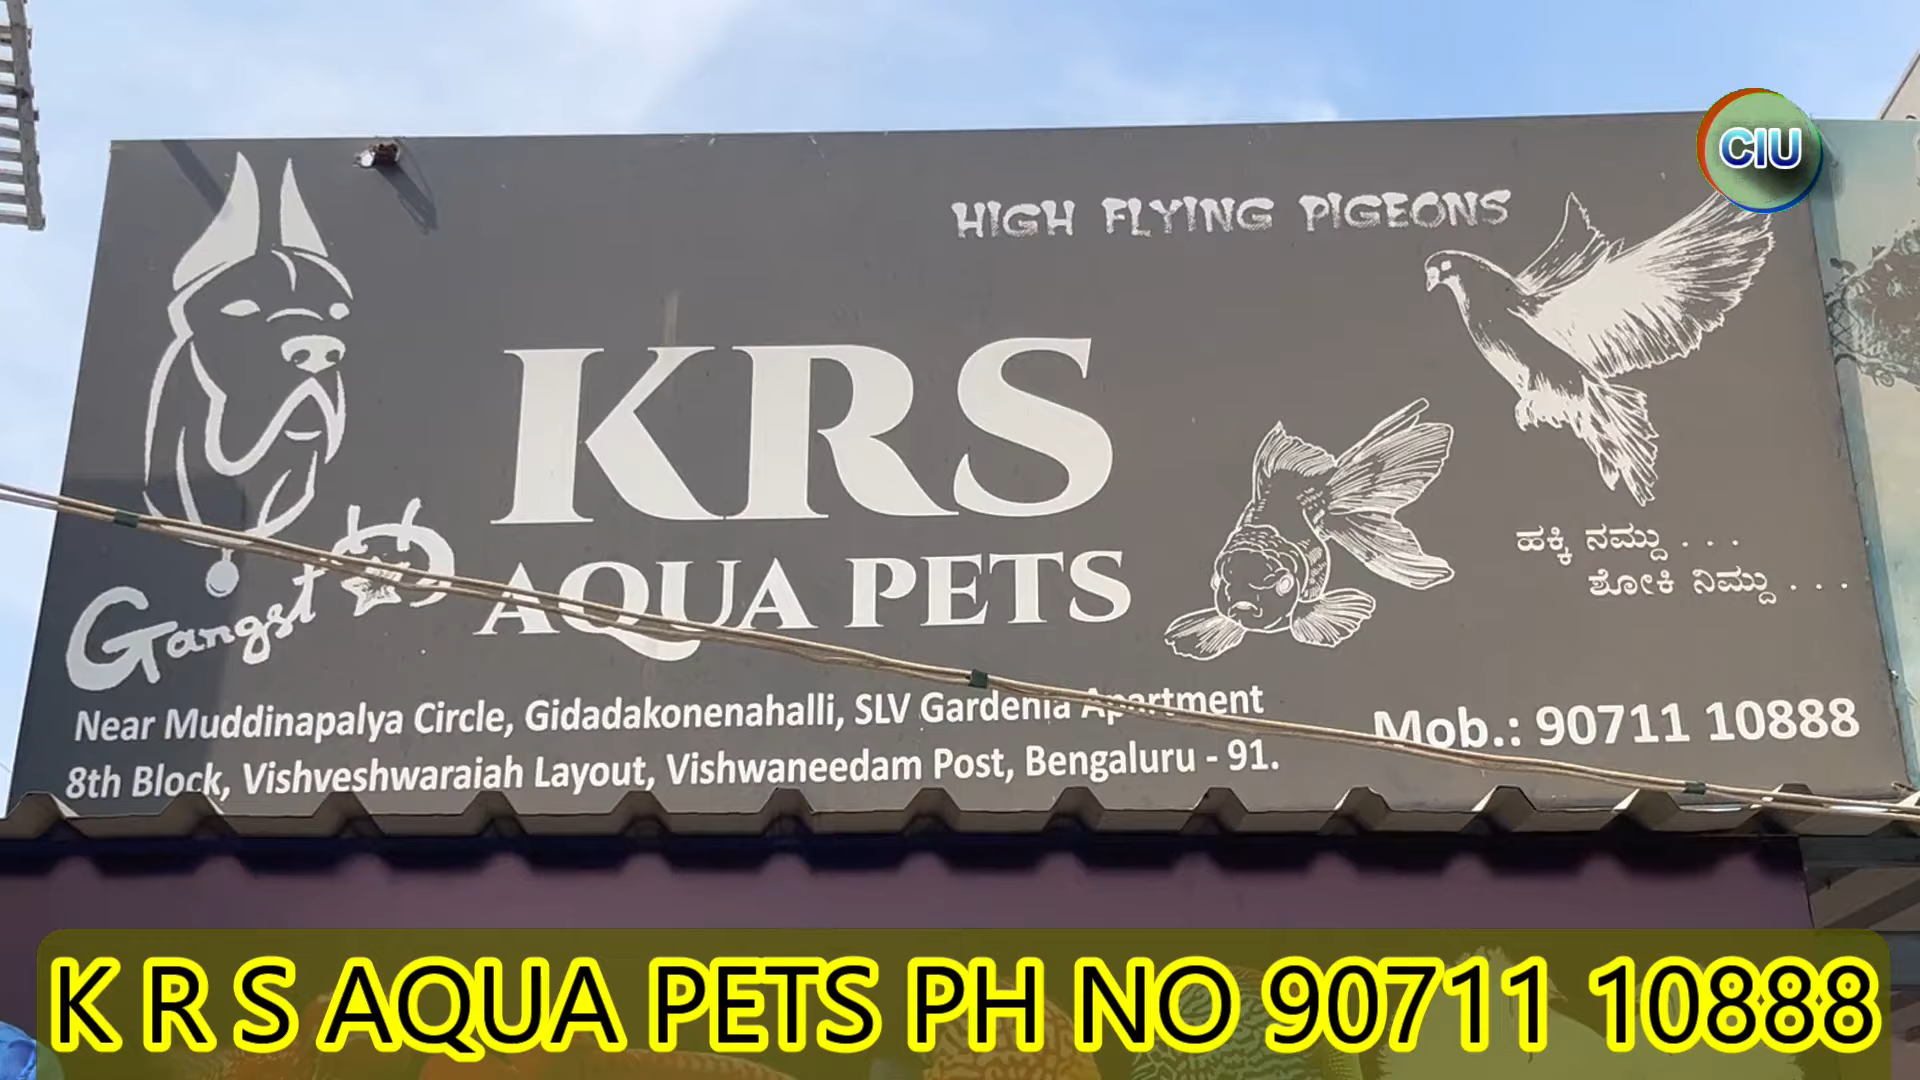 CIU
HIGH FLYING PIGEONS
KRS
AQUA PETS
Gangst
ಹಕ್ಕಿ ನಮ್ದು . . .
ಶೋಕಿ ನಿಮ್ದು . . .
Near Muddinapalya Circle, Gidadakonenahalli, SLV Gardenia Apartment
8th Block, Vishveshwaraiah Layout, Vishwaneedam Post, Bengaluru - 91.
Mob.: 90711 10888
K R S AQUA PETS PH NO 90711 10888